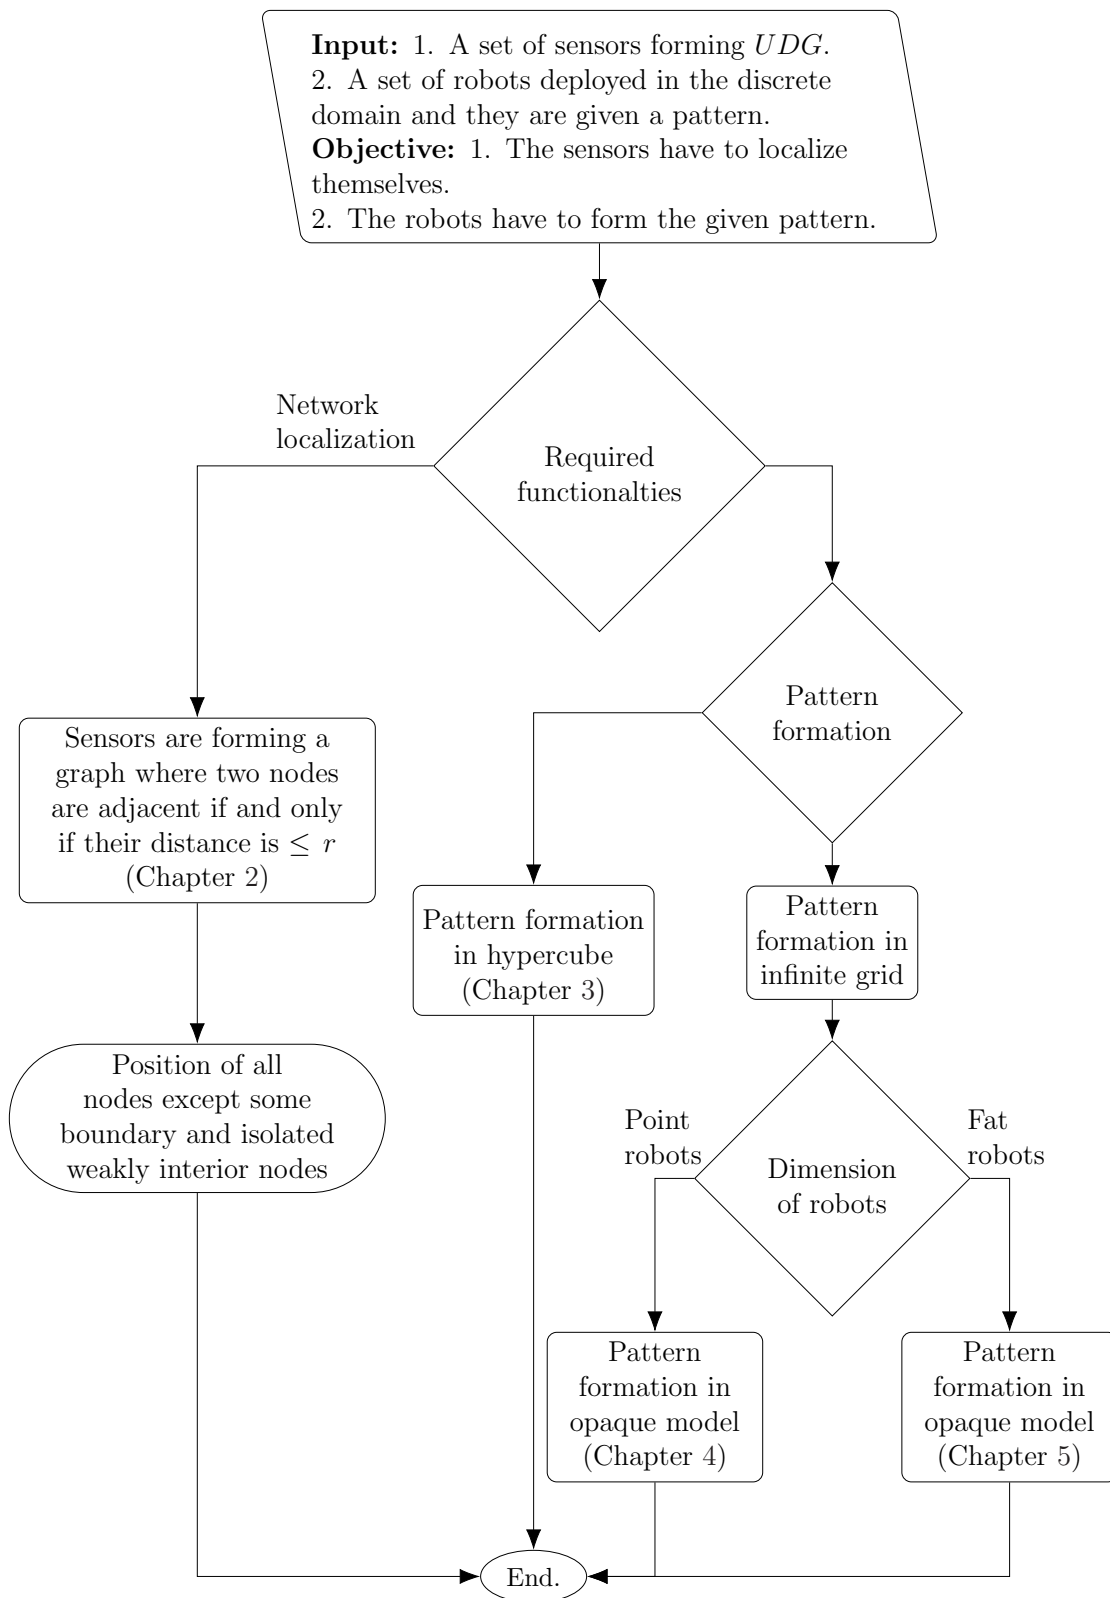 Input: 1. A set of sensors forming UDG.
2. A set of robots deployed in the discrete
domain and they are given a pattern.
Objective: 1. The sensors have to localize
themselves.
2. The robots have to form the given pattern.
Network
localization
Required
functionalties
Pattern
formation
Sensors are forming a
graph where two nodes
are adjacent if and only
if their distance is ≤ r
(Chapter 2)
Pattern formation
in hypercube
(Chapter 3)
Pattern
formation in
infinite grid
Position of all
nodes except some
boundary and isolated
weakly interior nodes
Point
robots
Fat
robots
Dimension
of robots
Pattern
formation in
opaque model
(Chapter 4)
Pattern
formation in
opaque model
(Chapter 5)
End.